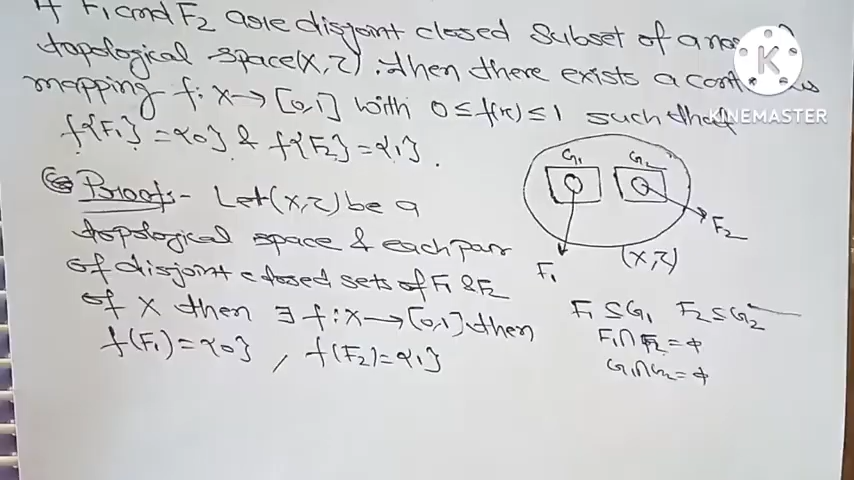 If F₁ and F₂ are disjoint closed subset of a
topological space (X,τ). then there exists a
mapping f: X→[0,1] with 0≤f(x)≤1 such that
f{F₁} = {0} & f{F₂} = {1}.
KINEMASTER
Proof:- Let (X,τ) be a
topological space & each pair
of disjoint closed sets of F₁ & F₂
of X then ∃ f: X→[0,1] then
f(F₁) = {0}, f(F₂) = {1}
G₁ G₂
F₂
F₁
(X,τ)
F₁ ⊆ G₁ F₂ ⊆ G₂
F₁∩F₂ = φ
G₁∩G₂ = φ